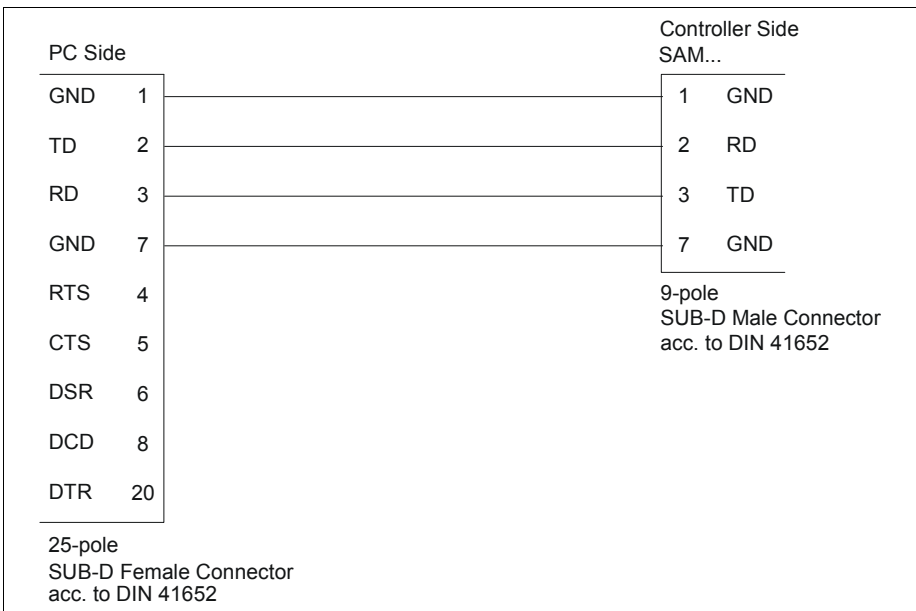 PC Side
Controller Side
SAM...
GND 1
1 GND
TD 2
2 RD
RD 3
3 TD
GND 7
7 GND
RTS 4
CTS 5
DSR 6
DCD 8
DTR 20
9-pole
SUB-D Male Connector
acc. to DIN 41652
25-pole
SUB-D Female Connector
acc. to DIN 41652